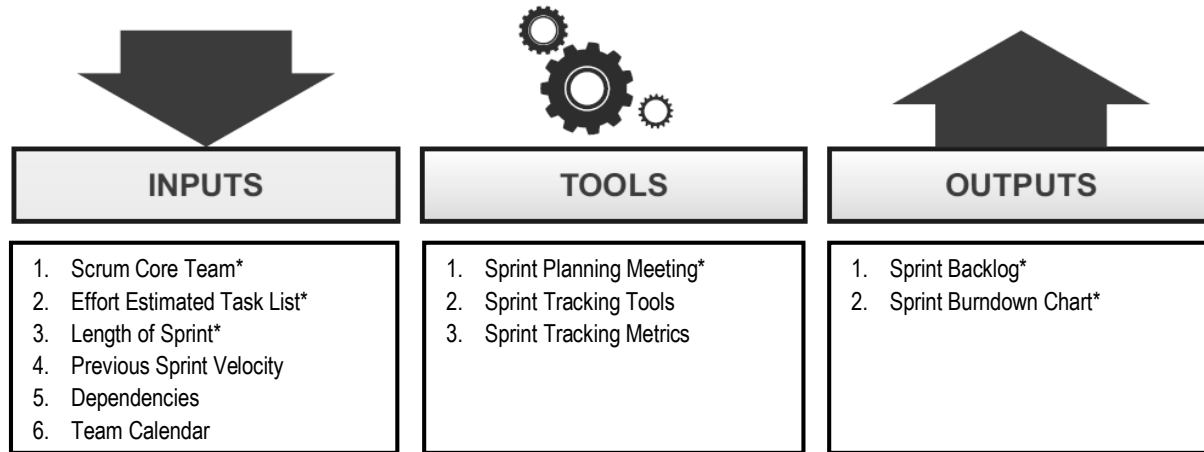 INPUTS
1. Scrum Core Team*
2. Effort Estimated Task List*
3. Length of Sprint*
4. Previous Sprint Velocity
5. Dependencies
6. Team Calendar
TOOLS
1. Sprint Planning Meeting*
2. Sprint Tracking Tools
3. Sprint Tracking Metrics
OUTPUTS
1. Sprint Backlog*
2. Sprint Burndown Chart*